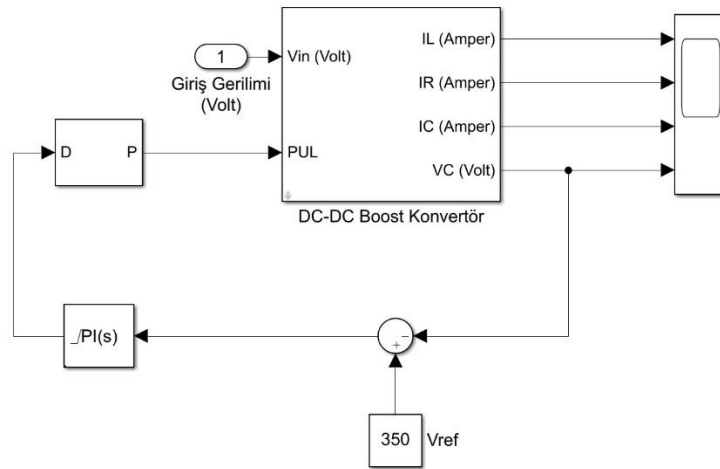 1
Giriş Gerilimi
(Volt)
Vin (Volt)
PUL
IL (Amper)
IR (Amper)
IC (Amper)
VC (Volt)
DC-DC Boost Konvertör
D
P
PI(s)
−
+
350
Vref